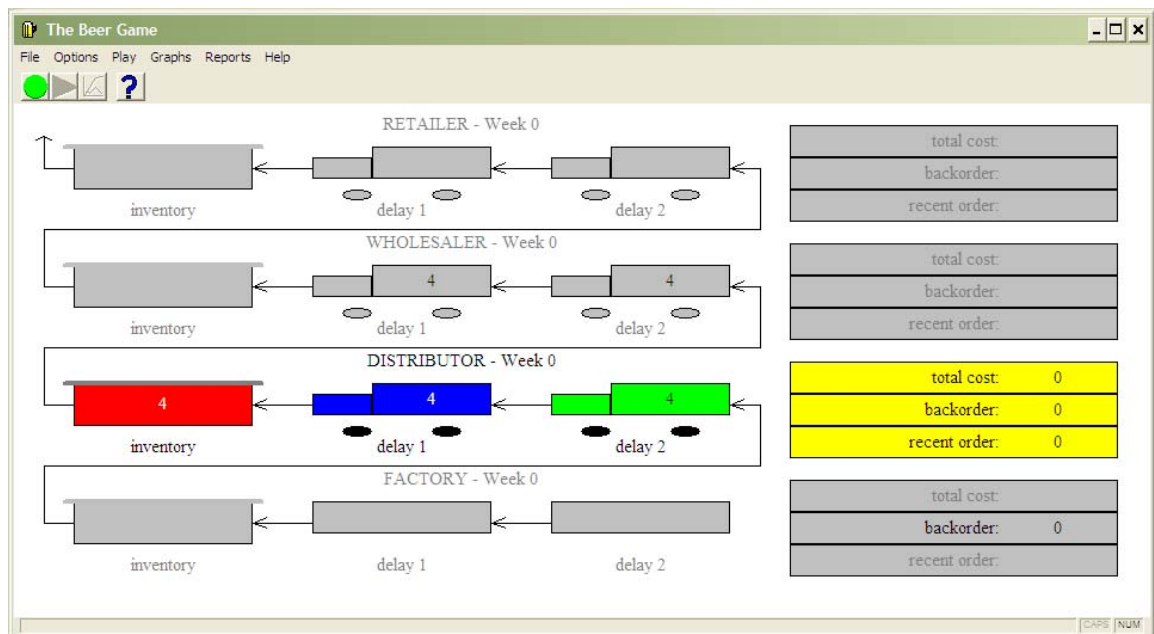 The Beer Game
File Options Play Graphs Reports Help
?
RETAILER - Week 0
inventory
delay 1
delay 2
total cost:
backorder:
recent order:
WHOLESALER - Week 0
4
4
inventory
delay 1
delay 2
total cost:
backorder:
recent order:
DISTRIBUTOR - Week 0
4
4
4
inventory
delay 1
delay 2
total cost: 0
backorder: 0
recent order: 0
FACTORY - Week 0
inventory
delay 1
delay 2
total cost:
backorder: 0
recent order:
CAPS NUM